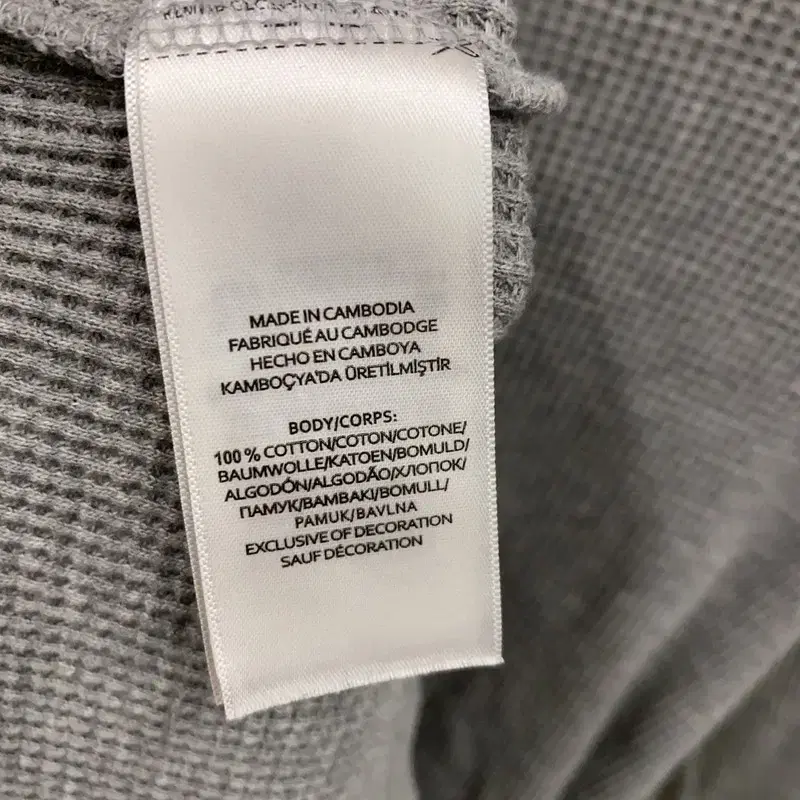 MADE IN CAMBODIA
FABRIQUÉ AU CAMBODGE
HECHO EN CAMBOYA
KAMBOÇYA'DA ÜRETİLMİŞTİR
BODY/CORPS:
100 % COTTON/COTON/COTONE/
BAUMWOLLE/KATOEN/BOMULD/
ALGODÓN/ALGODÃO/ХЛОПОК/
ПАМУК/BAMBAKI/BOMULL/
PAMUK/BAVLNA
EXCLUSIVE OF DECORATION
SAUF DÉCORATION